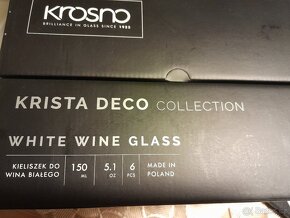 KROSNO
BRILLIANCE IN GLASS SINCE 1923
KRISTA DECO COLLECTION
WHITE WINE GLASS
KIELISZEK DO WINA BIAŁEGO
150 ML
5.1 OZ
6 PCS
MADE IN POLAND